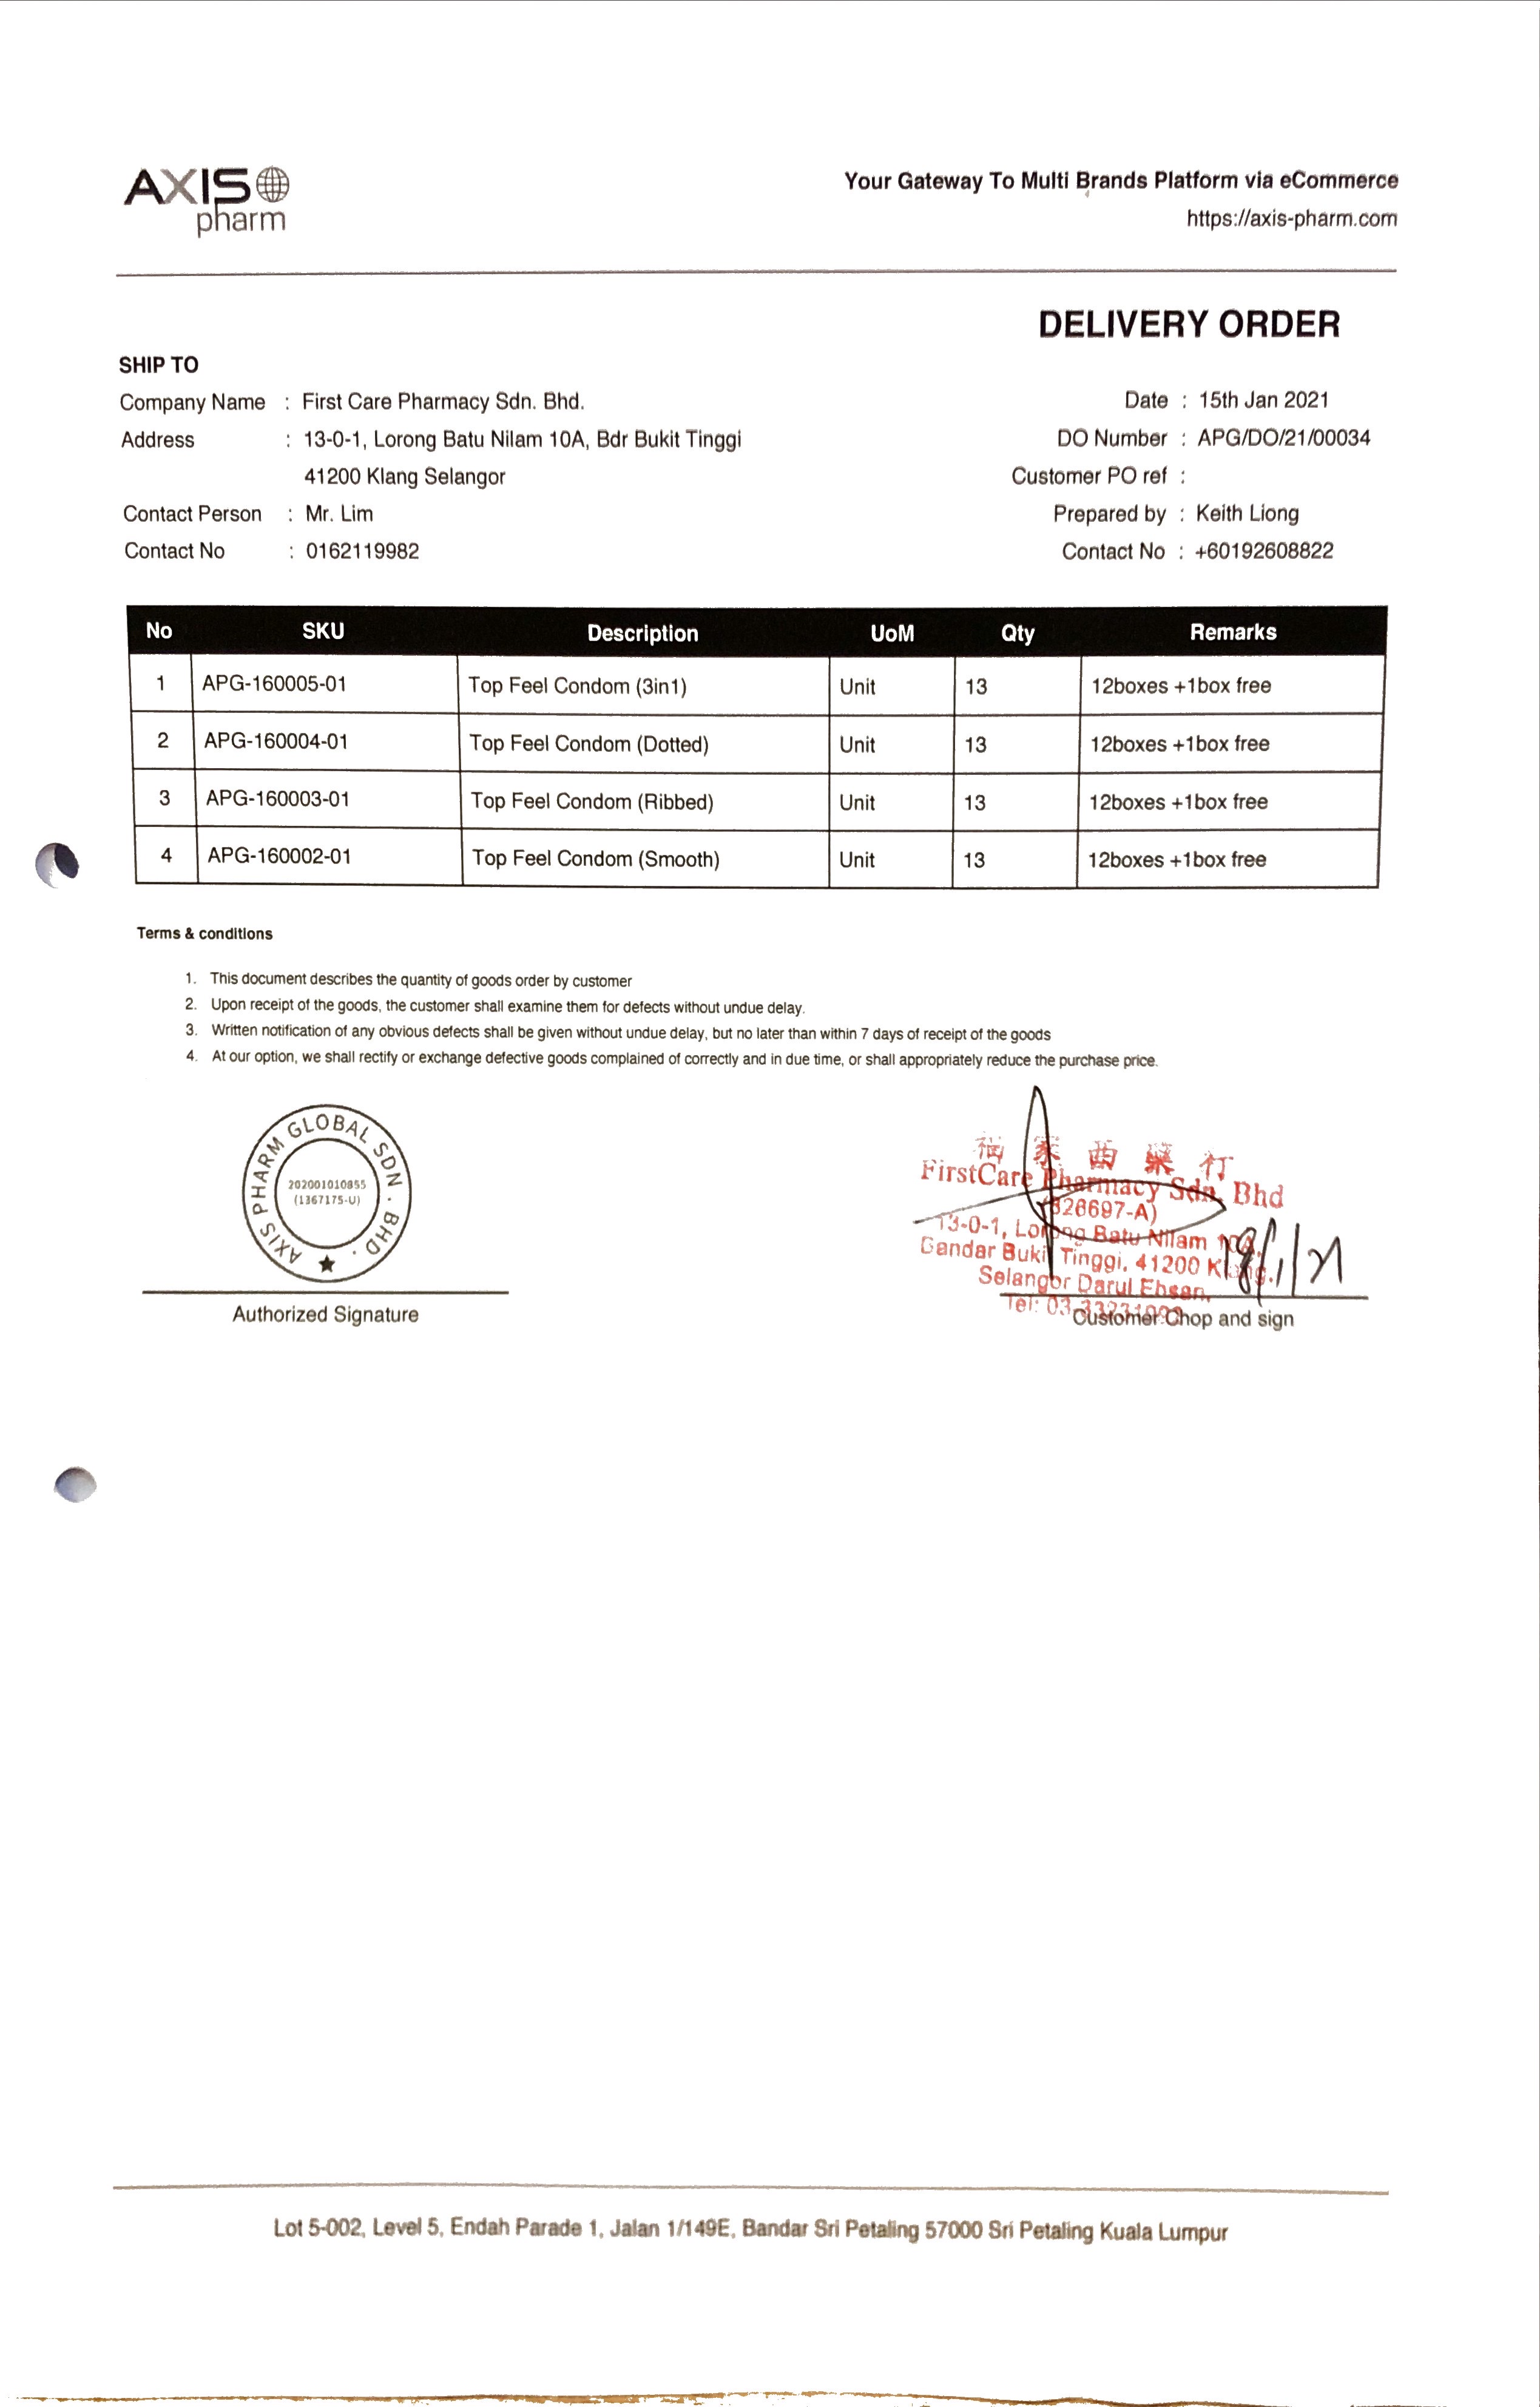 AXIS
pharm
Your Gateway To Multi Brands Platform via eCommerce
https://axis-pharm.com
DELIVERY ORDER
SHIP TO
Company Name : First Care Pharmacy Sdn. Bhd.
Address : 13-0-1, Lorong Batu Nilam 10A, Bdr Bukit Tinggi
41200 Klang Selangor
Contact Person : Mr. Lim
Contact No : 0162119982
Date : 15th Jan 2021
DO Number : APG/DO/21/00034
Customer PO ref :
Prepared by : Keith Liong
Contact No : +60192608822
No SKU Description UoM Qty Remarks
1 APG-160005-01 Top Feel Condom (3in1) Unit 13 12boxes +1box free
2 APG-160004-01 Top Feel Condom (Dotted) Unit 13 12boxes +1box free
3 APG-160003-01 Top Feel Condom (Ribbed) Unit 13 12boxes +1box free
4 APG-160002-01 Top Feel Condom (Smooth) Unit 13 12boxes +1box free
Terms & conditions
1. This document describes the quantity of goods order by customer
2. Upon receipt of the goods, the customer shall examine them for defects without undue delay.
3. Written notification of any obvious defects shall be given without undue delay, but no later than within 7 days of receipt of the goods
4. At our option, we shall rectify or exchange defective goods complained of correctly and in due time, or shall appropriately reduce the purchase price.
AXIS PHARM GLOBAL SDN. BHD.
202001010855
(1367175-U)
Authorized Signature
家西藥行
FirstCare Pharmacy Sdn. Bhd
13-0-1, Lorong Batu Nilam 10A,
Bandar Bukit Tinggi, 41200 Klang,
Selangor Darul Ehsan.
Tel: 03
18/1/21
Customer Chop and sign
Lot 5-002, Level 5, Endah Parade 1, Jalan 1/149E, Bandar Sri Petaling 57000 Sri Petaling Kuala Lumpur